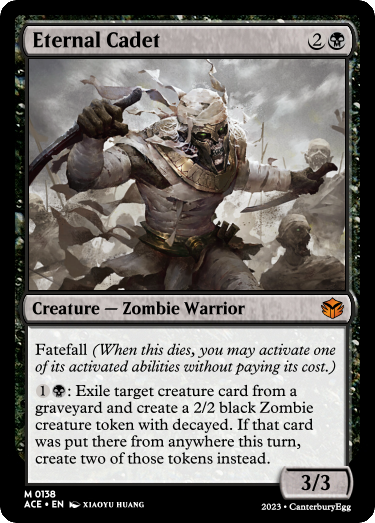 Eternal Cadet 2
Creature — Zombie Warrior
Fatefall (When this dies, you may activate one
of its activated abilities without paying its cost.)
1 : Exile target creature card from a
graveyard and create a 2/2 black Zombie
creature token with decayed. If that card
was put there from anywhere this turn,
create two of those tokens instead.
3/3
M 0138
ACE • EN XIAOYU HUANG
2023 • CanterburyEgg